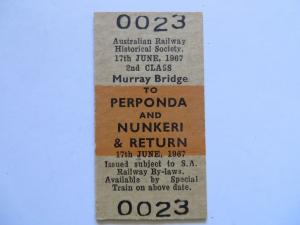 0023
Australian Railway
Historical Society.
17th JUNE, 1967
2nd CLASS
Murray Bridge
TO
PERPONDA
AND
NUNKERI
& RETURN
17th JUNE, 1967
Issued subject to S.A.
Railway By-laws.
Available by Special
Train on above date.
0023